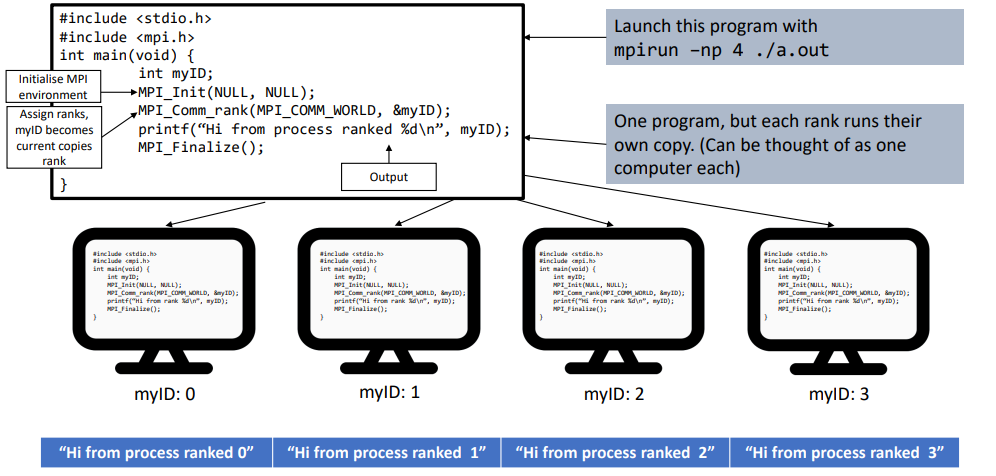 #include <stdio.h>
#include <mpi.h>
int main(void) {
int myID;
MPI_Init(NULL, NULL);
MPI_Comm_rank(MPI_COMM_WORLD, &myID);
printf(“Hi from process ranked %d\n”, myID);
MPI_Finalize();
}
Initialise MPI
environment
Assign ranks,
myID becomes
current copies
rank
Output
Launch this program with
mpirun –np 4 ./a.out
One program, but each rank runs their
own copy. (Can be thought of as one
computer each)
#include <stdio.h>
#include <mpi.h>
int main(void) {
int myID;
MPI_Init(NULL, NULL);
MPI_Comm_rank(MPI_COMM_WORLD, &myID);
printf(“Hi from rank %d\n”, myID);
MPI_Finalize();
}
myID: 0
#include <stdio.h>
#include <mpi.h>
int main(void) {
int myID;
MPI_Init(NULL, NULL);
MPI_Comm_rank(MPI_COMM_WORLD, &myID);
printf(“Hi from rank %d\n”, myID);
MPI_Finalize();
}
myID: 1
#include <stdio.h>
#include <mpi.h>
int main(void) {
int myID;
MPI_Init(NULL, NULL);
MPI_Comm_rank(MPI_COMM_WORLD, &myID);
printf(“Hi from rank %d\n”, myID);
MPI_Finalize();
}
myID: 2
#include <stdio.h>
#include <mpi.h>
int main(void) {
int myID;
MPI_Init(NULL, NULL);
MPI_Comm_rank(MPI_COMM_WORLD, &myID);
printf(“Hi from rank %d\n”, myID);
MPI_Finalize();
}
myID: 3
“Hi from process ranked 0”
“Hi from process ranked  1”
“Hi from process ranked  2”
“Hi from process ranked  3”